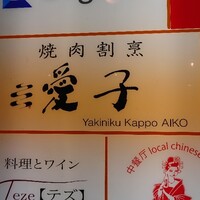 焼肉割烹
愛子
Yakiniku Kappo AIKO
料理とワイン
Teze【テズ】
中餐厅 local chinese